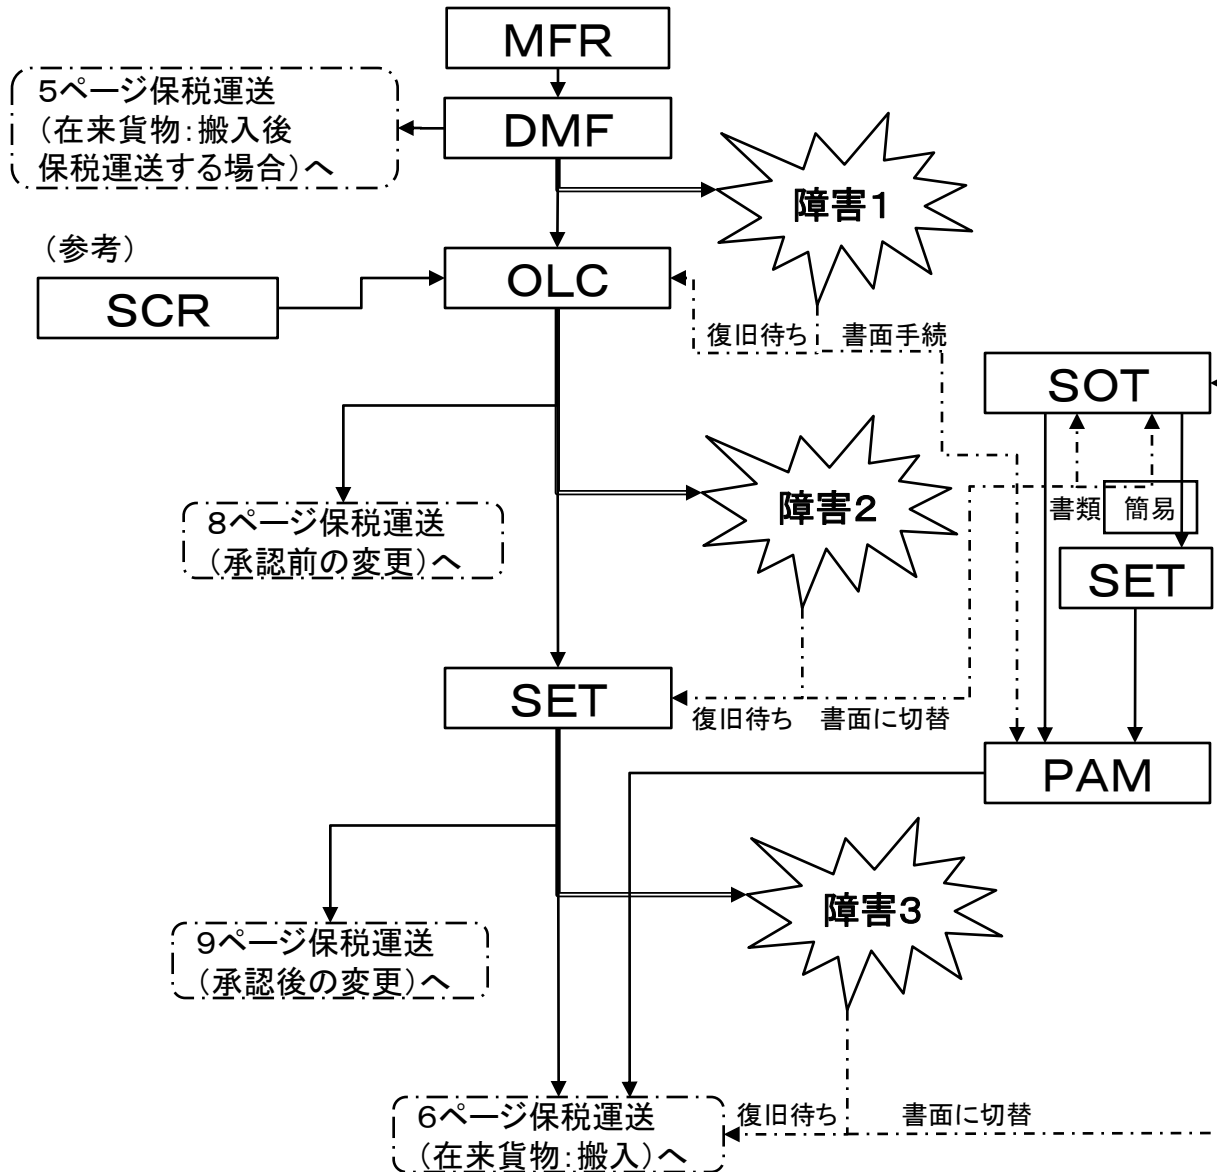 MFR
5ページ保税運送
(在来貨物:搬入後
保税運送する場合)へ
DMF
障害1
(参考)
SCR
OLC
復旧待ち
書面手続
SOT
障害2
書類
簡易
8ページ保税運送
(承認前の変更)へ
SET
SET
復旧待ち
書面に切替
PAM
障害3
9ページ保税運送
(承認後の変更)へ
6ページ保税運送
(在来貨物:搬入)へ
復旧待ち
書面に切替